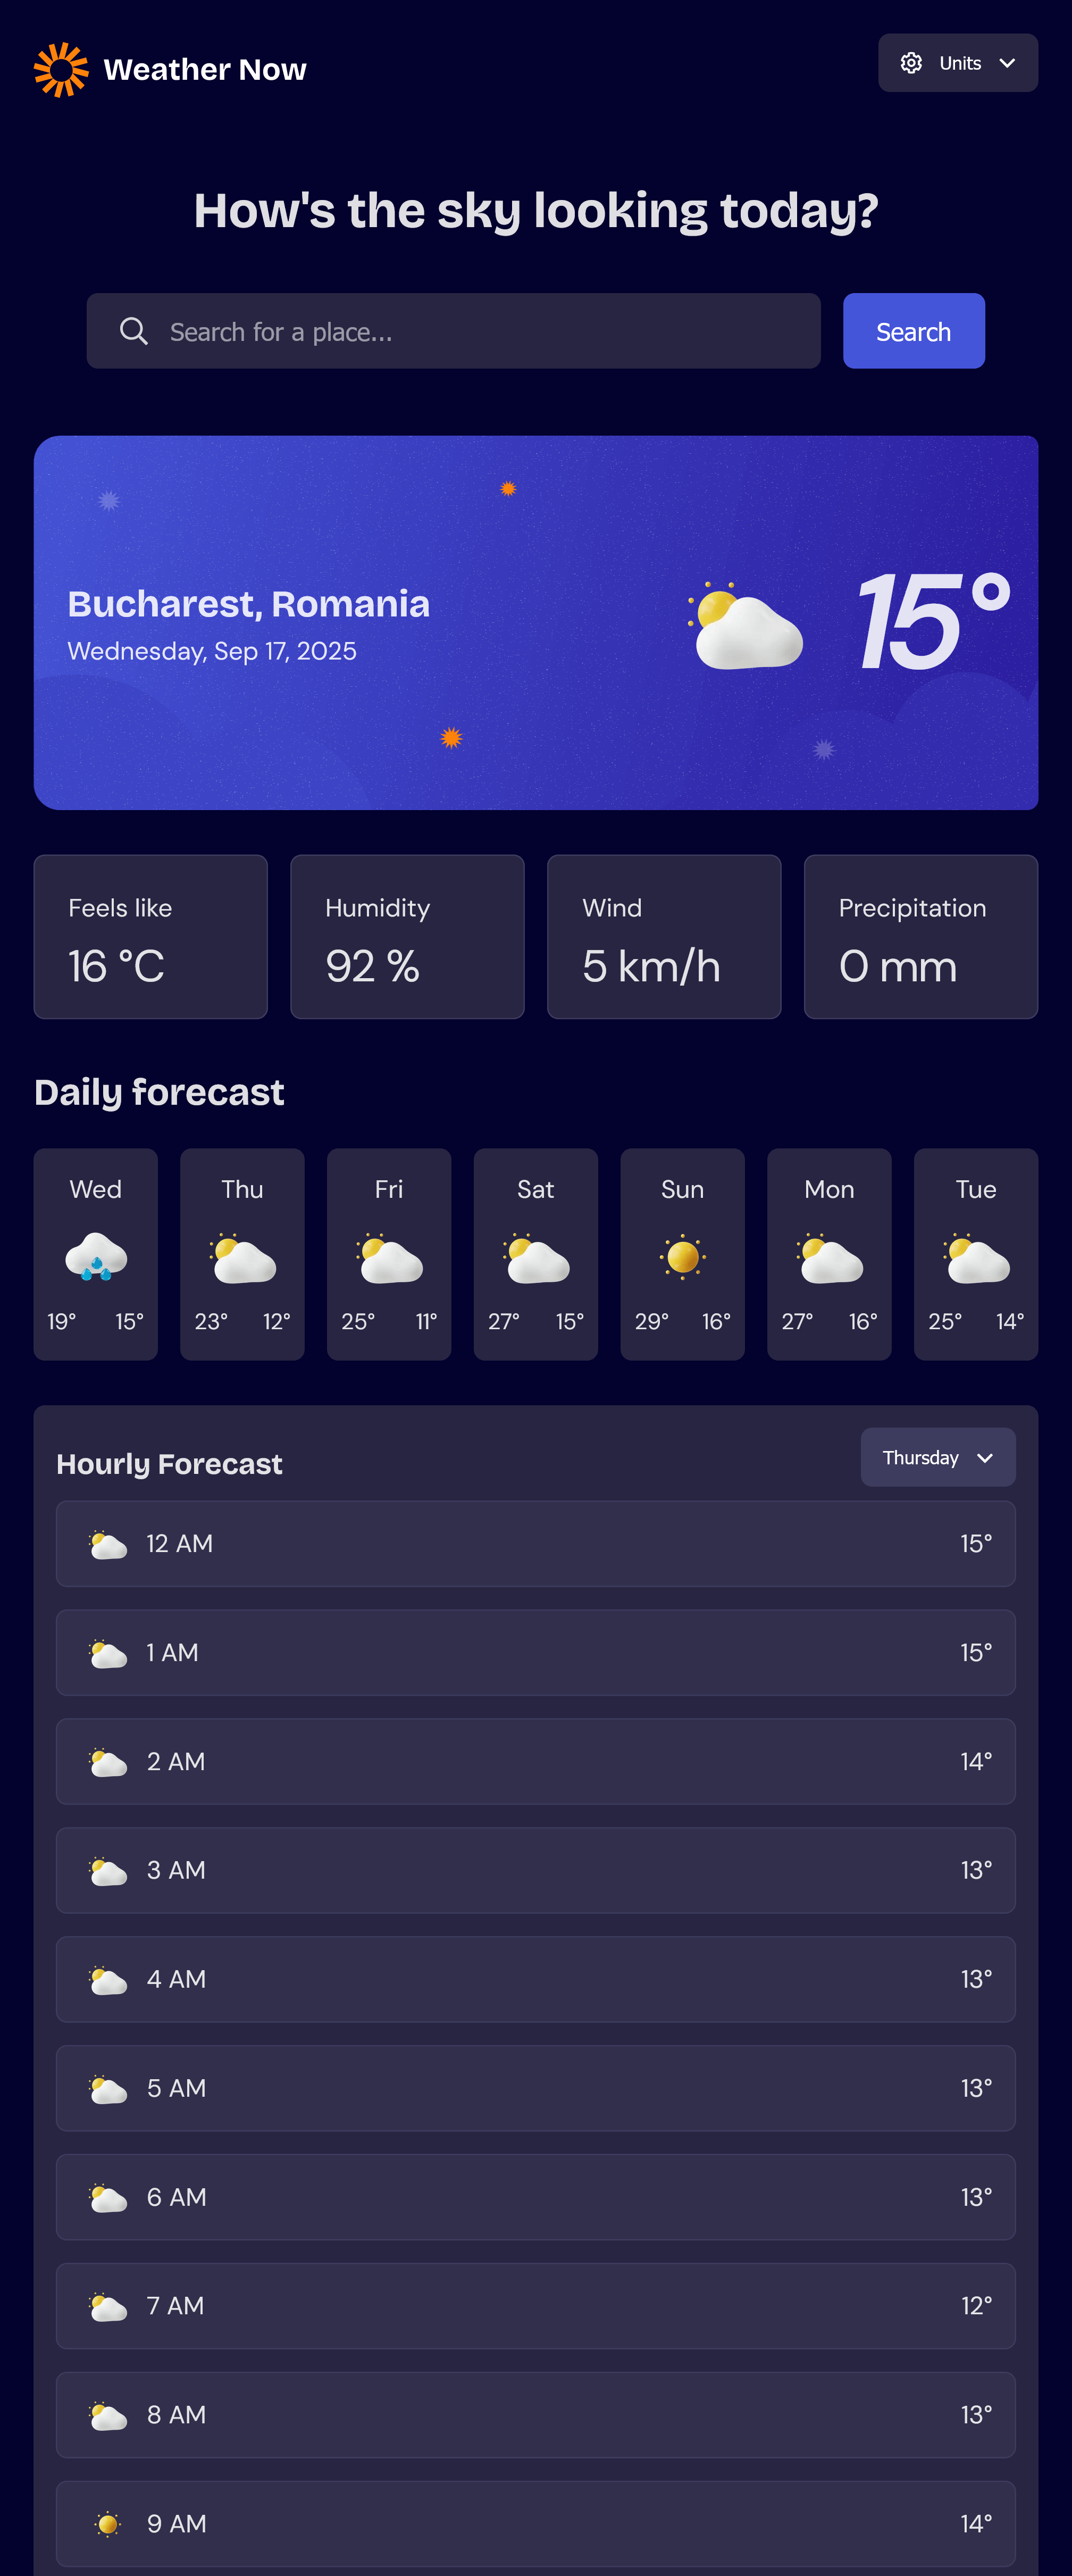 Weather Now
Units
How's the sky looking today?
Search for a place...
Search
Bucharest, Romania
Wednesday, Sep 17, 2025
15°
Feels like
16 °C
Humidity
92 %
Wind
5 km/h
Precipitation
0 mm
Daily forecast
Wed
19° 15°
Thu
23° 12°
Fri
25° 11°
Sat
27° 15°
Sun
29° 16°
Mon
27° 16°
Tue
25° 14°
Hourly Forecast
Thursday
12 AM 15°
1 AM 15°
2 AM 14°
3 AM 13°
4 AM 13°
5 AM 13°
6 AM 13°
7 AM 12°
8 AM 13°
9 AM 14°